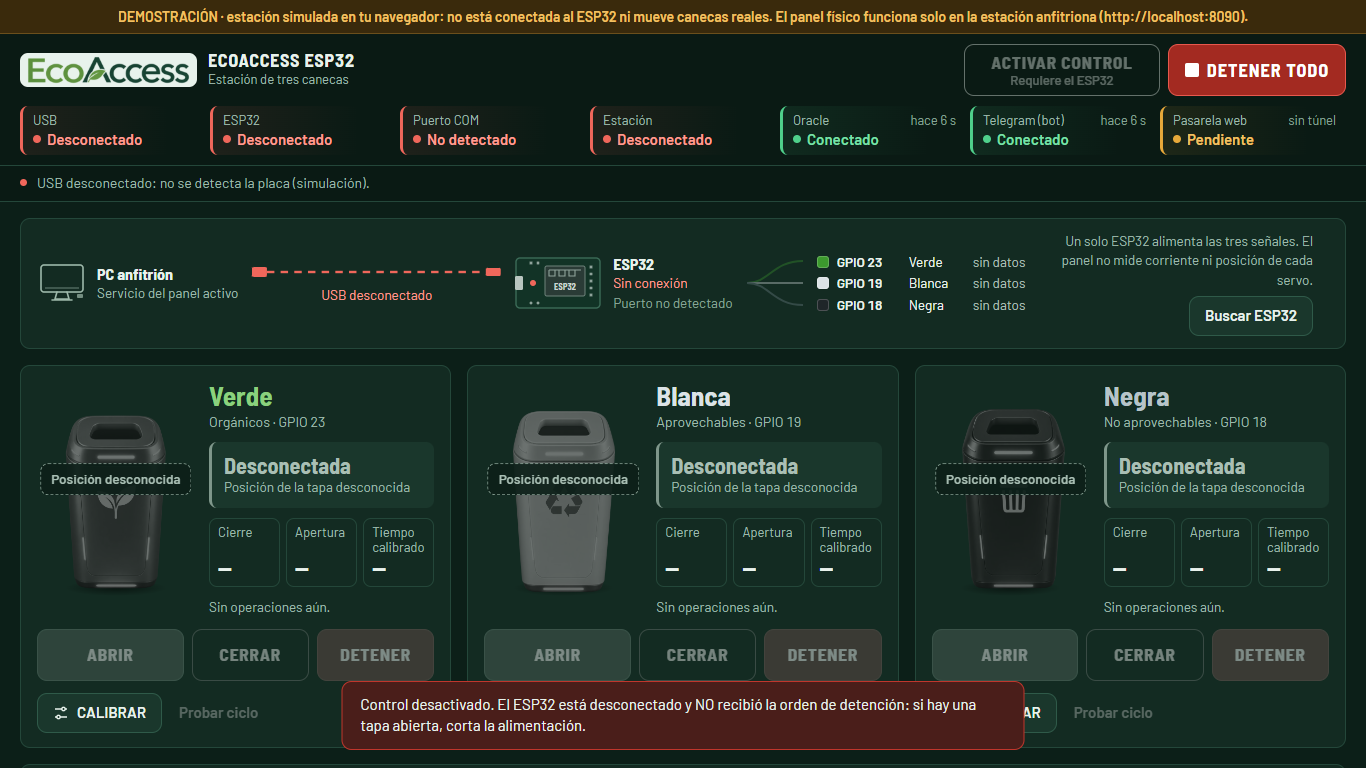 DEMOSTRACIÓN · estación simulada en tu navegador: no está conectada al ESP32 ni mueve canecas reales. El panel físico funciona solo en la estación anfitriona (http://localhost:8090).
EcoAccess
ECOACCESS ESP32
Estación de tres canecas
ACTIVAR CONTROL
Requiere el ESP32
DETENER TODO
USB
Desconectado
ESP32
Desconectado
Puerto COM
No detectado
Estación
Desconectado
Oracle hace 6 s
Conectado
Telegram (bot) hace 6 s
Conectado
Pasarela web sin túnel
Pendiente
USB desconectado: no se detecta la placa (simulación).
PC anfitrión
Servicio del panel activo
USB desconectado
ESP32
ESP32
Sin conexión
Puerto no detectado
GPIO 23 Verde sin datos
GPIO 19 Blanca sin datos
GPIO 18 Negra sin datos
Un solo ESP32 alimenta las tres señales. El
panel no mide corriente ni posición de cada
servo.
Buscar ESP32
Verde
Orgánicos · GPIO 23
Posición desconocida
Desconectada
Posición de la tapa desconocida
Cierre
—
Apertura
—
Tiempo
calibrado
—
Sin operaciones aún.
ABRIR
CERRAR
DETENER
CALIBRAR
Probar ciclo
Blanca
Aprovechables · GPIO 19
Posición desconocida
Desconectada
Posición de la tapa desconocida
Cierre
—
Apertura
—
Tiempo
calibrado
—
Sin operaciones aún.
ABRIR
CERRAR
DETENER
Negra
No aprovechables · GPIO 18
Posición desconocida
Desconectada
Posición de la tapa desconocida
Cierre
—
Apertura
—
Tiempo
calibrado
—
Sin operaciones aún.
ABRIR
CERRAR
DETENER
AR
Probar ciclo
Control desactivado. El ESP32 está desconectado y NO recibió la orden de detención: si hay una
tapa abierta, corta la alimentación.